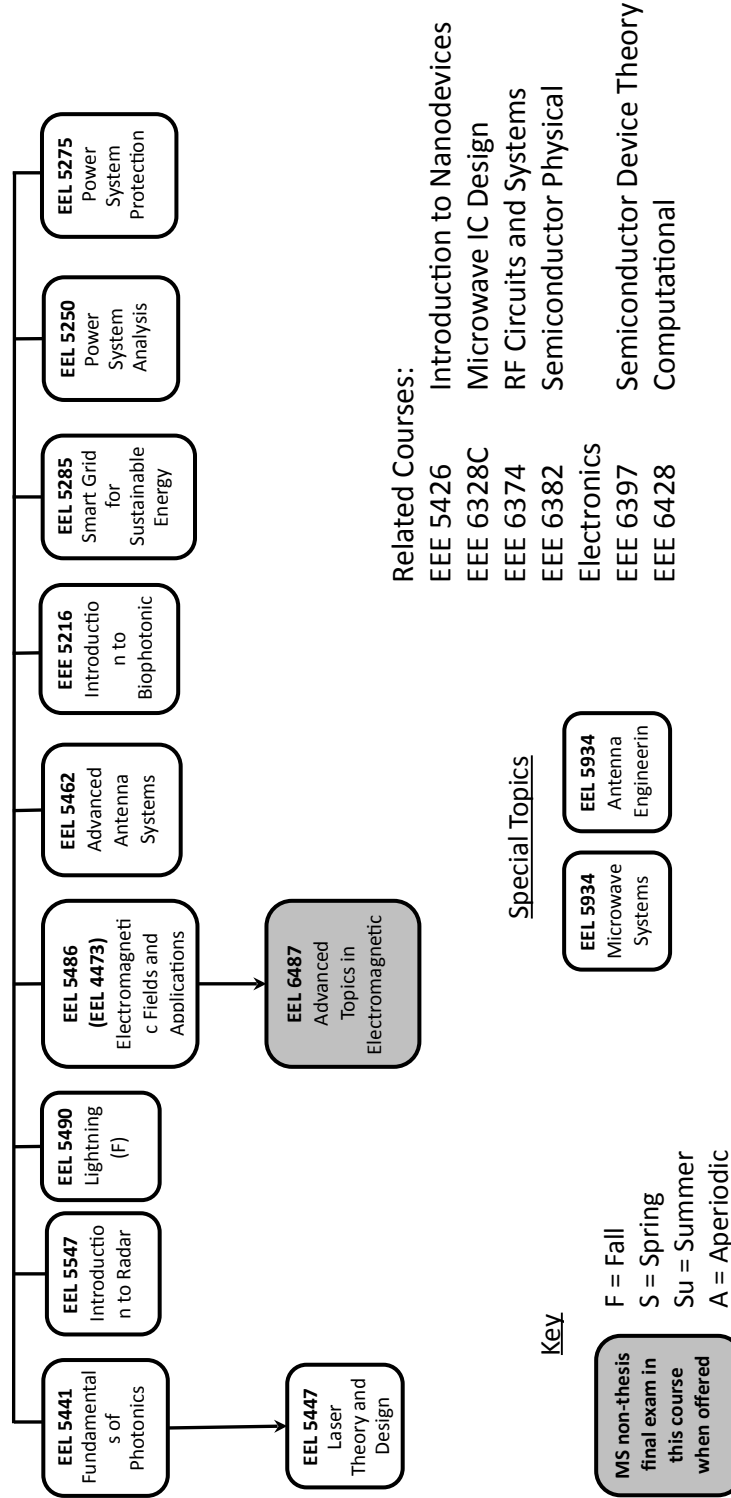 EEL 5441
Fundamental
s of
Photonics
EEL 5547
Introductio
n to Radar
EEL 5490
Lightning
(F)
EEL 5486
(EEL 4473)
Electromagneti
c Fields and
Applications
EEL 5462
Advanced
Antenna
Systems
EEE 5216
Introductio
n to
Biophotonic
EEL 5285
Smart Grid
for
Sustainable
Energy
EEL 5250
Power
System
Analysis
EEL 5275
Power
System
Protection
EEL 5447
Laser
Theory and
Design
EEL 6487
Advanced
Topics in
Electromagnetic
Related Courses:
EEE 5426 Introduction to Nanodevices
EEE 6328C Microwave IC Design
EEE 6374 RF Circuits and Systems
EEE 6382 Semiconductor Physical
Electronics
EEE 6397 Semiconductor Device Theory
EEE 6428 Computational
Special Topics
EEL 5934
Microwave
Systems
EEL 5934
Antenna
Engineerin
Key
MS non-thesis
final exam in
this course
when offered
F = Fall
S = Spring
Su = Summer
A = Aperiodic